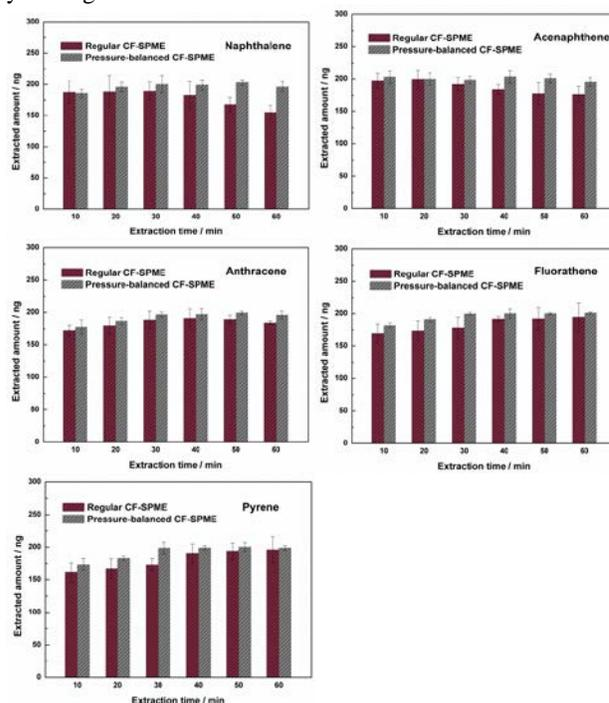 Naphthalene
Regular CF-SPME
Pressure-balanced CF-SPME
Extracted amount / ng
300
250
200
150
100
50
0
10 20 30 40 50 60
Extraction time / min
Acenaphthene
Regular CF-SPME
Pressure-balanced CF-SPME
Extracted amount / ng
300
250
200
150
100
50
0
10 20 30 40 50 60
Extraction time / min
Anthracene
Regular CF-SPME
Pressure-balanced CF-SPME
Extracted amount / ng
300
250
200
150
100
50
0
10 20 30 40 50 60
Extraction time / min
Fluorathene
Regular CF-SPME
Pressure-balanced CF-SPME
Extracted amount / ng
300
250
200
150
100
50
0
10 20 30 40 50 60
Extraction time / min
Pyrene
Regular CF-SPME
Pressure-balanced CF-SPME
Extracted amount / ng
300
250
200
150
100
50
0
10 20 30 40 50 60
Extraction time / min